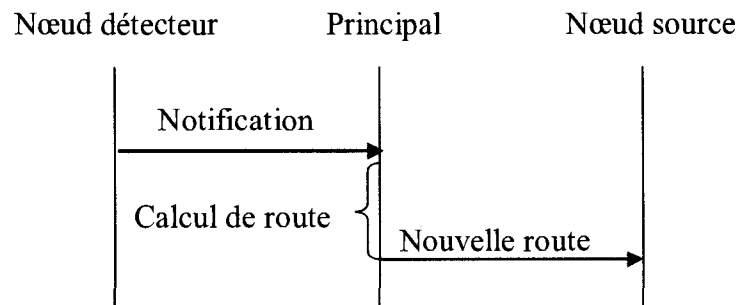 Nœud détecteur
Principal
Nœud source
Notification
Calcul de route
Nouvelle route